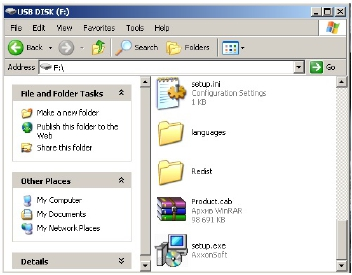 USB DISK (F:)
File Edit View Favorites Tools Help
Back Search Folders
Address F:\ Go
File and Folder Tasks
Make a new folder
Publish this folder to the
Web
Share this folder
Other Places
My Computer
My Documents
My Network Places
Details
setup.ini
Configuration Settings
1 KB
languages
Redist
Product.cab
Архив WinRAR
98 691 KB
setup.exe
AxxonSoft